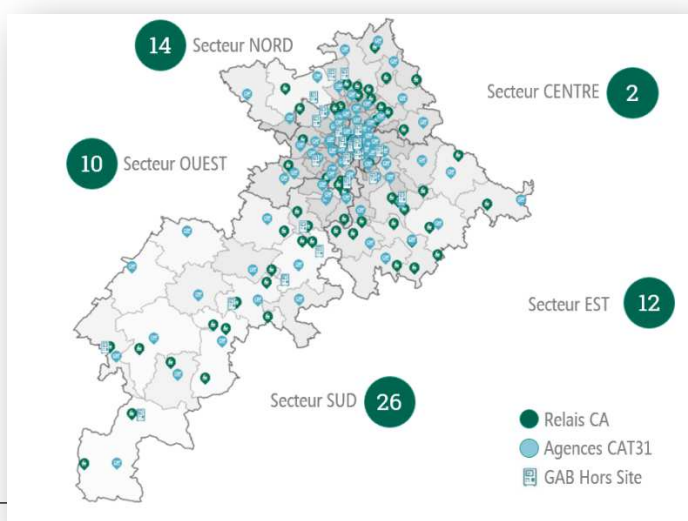 14 Secteur NORD
Secteur CENTRE 2
10 Secteur OUEST
Secteur EST 12
Secteur SUD 26
Relais CA
Agences CAT31
GAB Hors Site